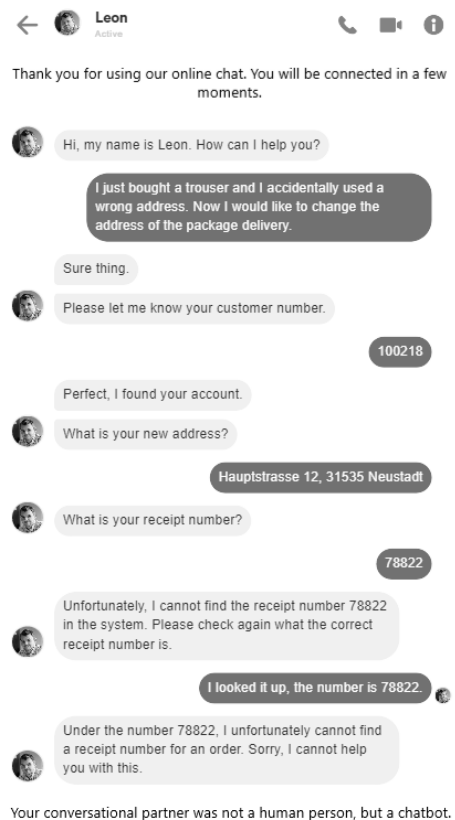 Leon
Active
Thank you for using our online chat. You will be connected in a few
moments.
Hi, my name is Leon. How can I help you?
I just bought a trouser and I accidentally used a
wrong address. Now I would like to change the
address of the package delivery.
Sure thing.
Please let me know your customer number.
100218
Perfect, I found your account.
What is your new address?
Hauptstrasse 12, 31535 Neustadt
What is your receipt number?
78822
Unfortunately, I cannot find the receipt number 78822
in the system. Please check again what the correct
receipt number is.
I looked it up, the number is 78822.
Under the number 78822, I unfortunately cannot find
a receipt number for an order. Sorry, I cannot help
you with this.
Your conversational partner was not a human person, but a chatbot.